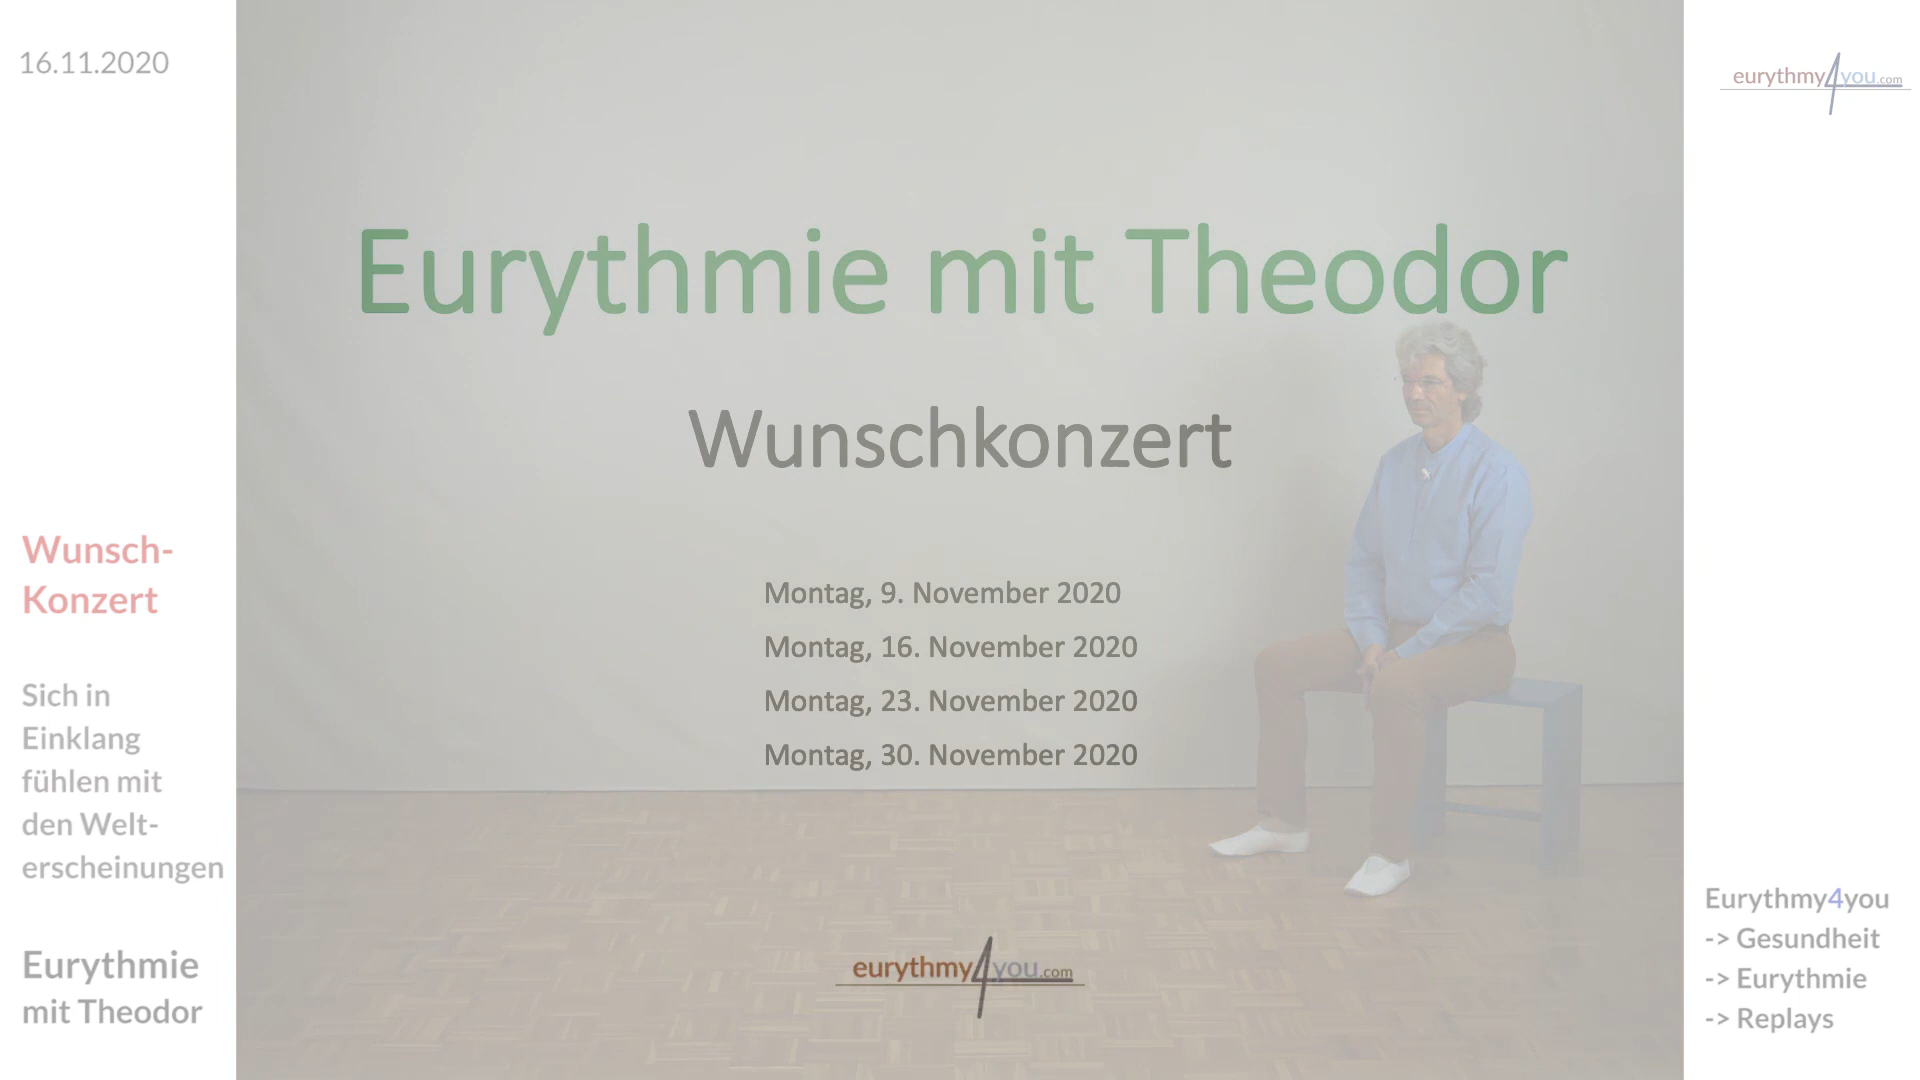 16.11.2020
eurythmy4you.com
Eurythmie mit Theodor
Wunschkonzert
Montag, 9. November 2020
Montag, 16. November 2020
Montag, 23. November 2020
Montag, 30. November 2020
Wunsch-
Konzert
Sich in
Einklang
fühlen mit
den Welt-
erscheinungen
Eurythmie
mit Theodor
eurythmy4you.com
Eurythmy4you
-> Gesundheit
-> Eurythmie
-> Replays